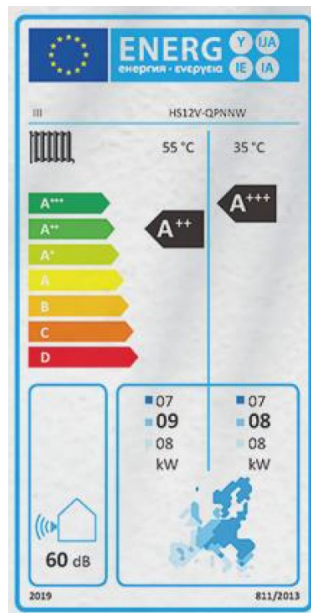 ENERG Y UA
енергия · ενεργεια IE IA
III HS12V-QPNNW
55 °C 35 °C
A+++
A++
A+
A
B
C
D
A++
A+++
07 07
09 08
08 08
kW kW
60 dB
2019 811/2013